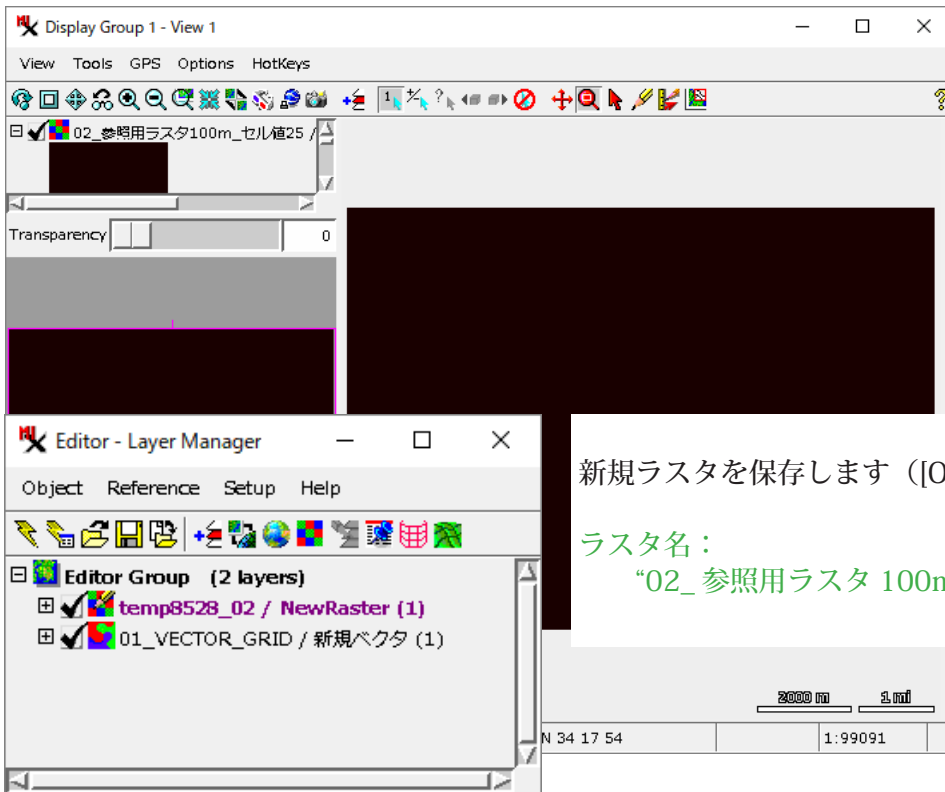 Display Group 1 - View 1
View Tools GPS Options HotKeys
02_参照用ラスタ100m_セル値25 /
Transparency 0
Editor - Layer Manager
Object Reference Setup Help
Editor Group (2 layers)
temp8528_02 / NewRaster (1)
01_VECTOR_GRID / 新規ベクタ (1)
新規ラスタを保存します（[O
ラスタ名：
“02_ 参照用ラスタ 100m
2000 m 1 mi
N 34 17 54 1:99091